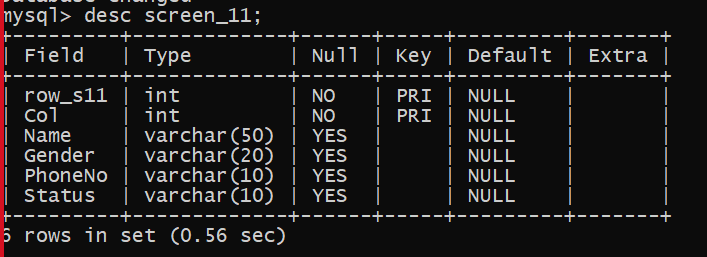 Database changed
mysql> desc screen_11;
+---------+-------------+------+-----+---------+-------+
| Field   | Type        | Null | Key | Default | Extra |
+---------+-------------+------+-----+---------+-------+
| row_s11 | int         | NO   | PRI | NULL    |       |
| Col     | int         | NO   | PRI | NULL    |       |
| Name    | varchar(50) | YES  |     | NULL    |       |
| Gender  | varchar(20) | YES  |     | NULL    |       |
| PhoneNo | varchar(10) | YES  |     | NULL    |       |
| Status  | varchar(10) | YES  |     | NULL    |       |
+---------+-------------+------+-----+---------+-------+
6 rows in set (0.56 sec)